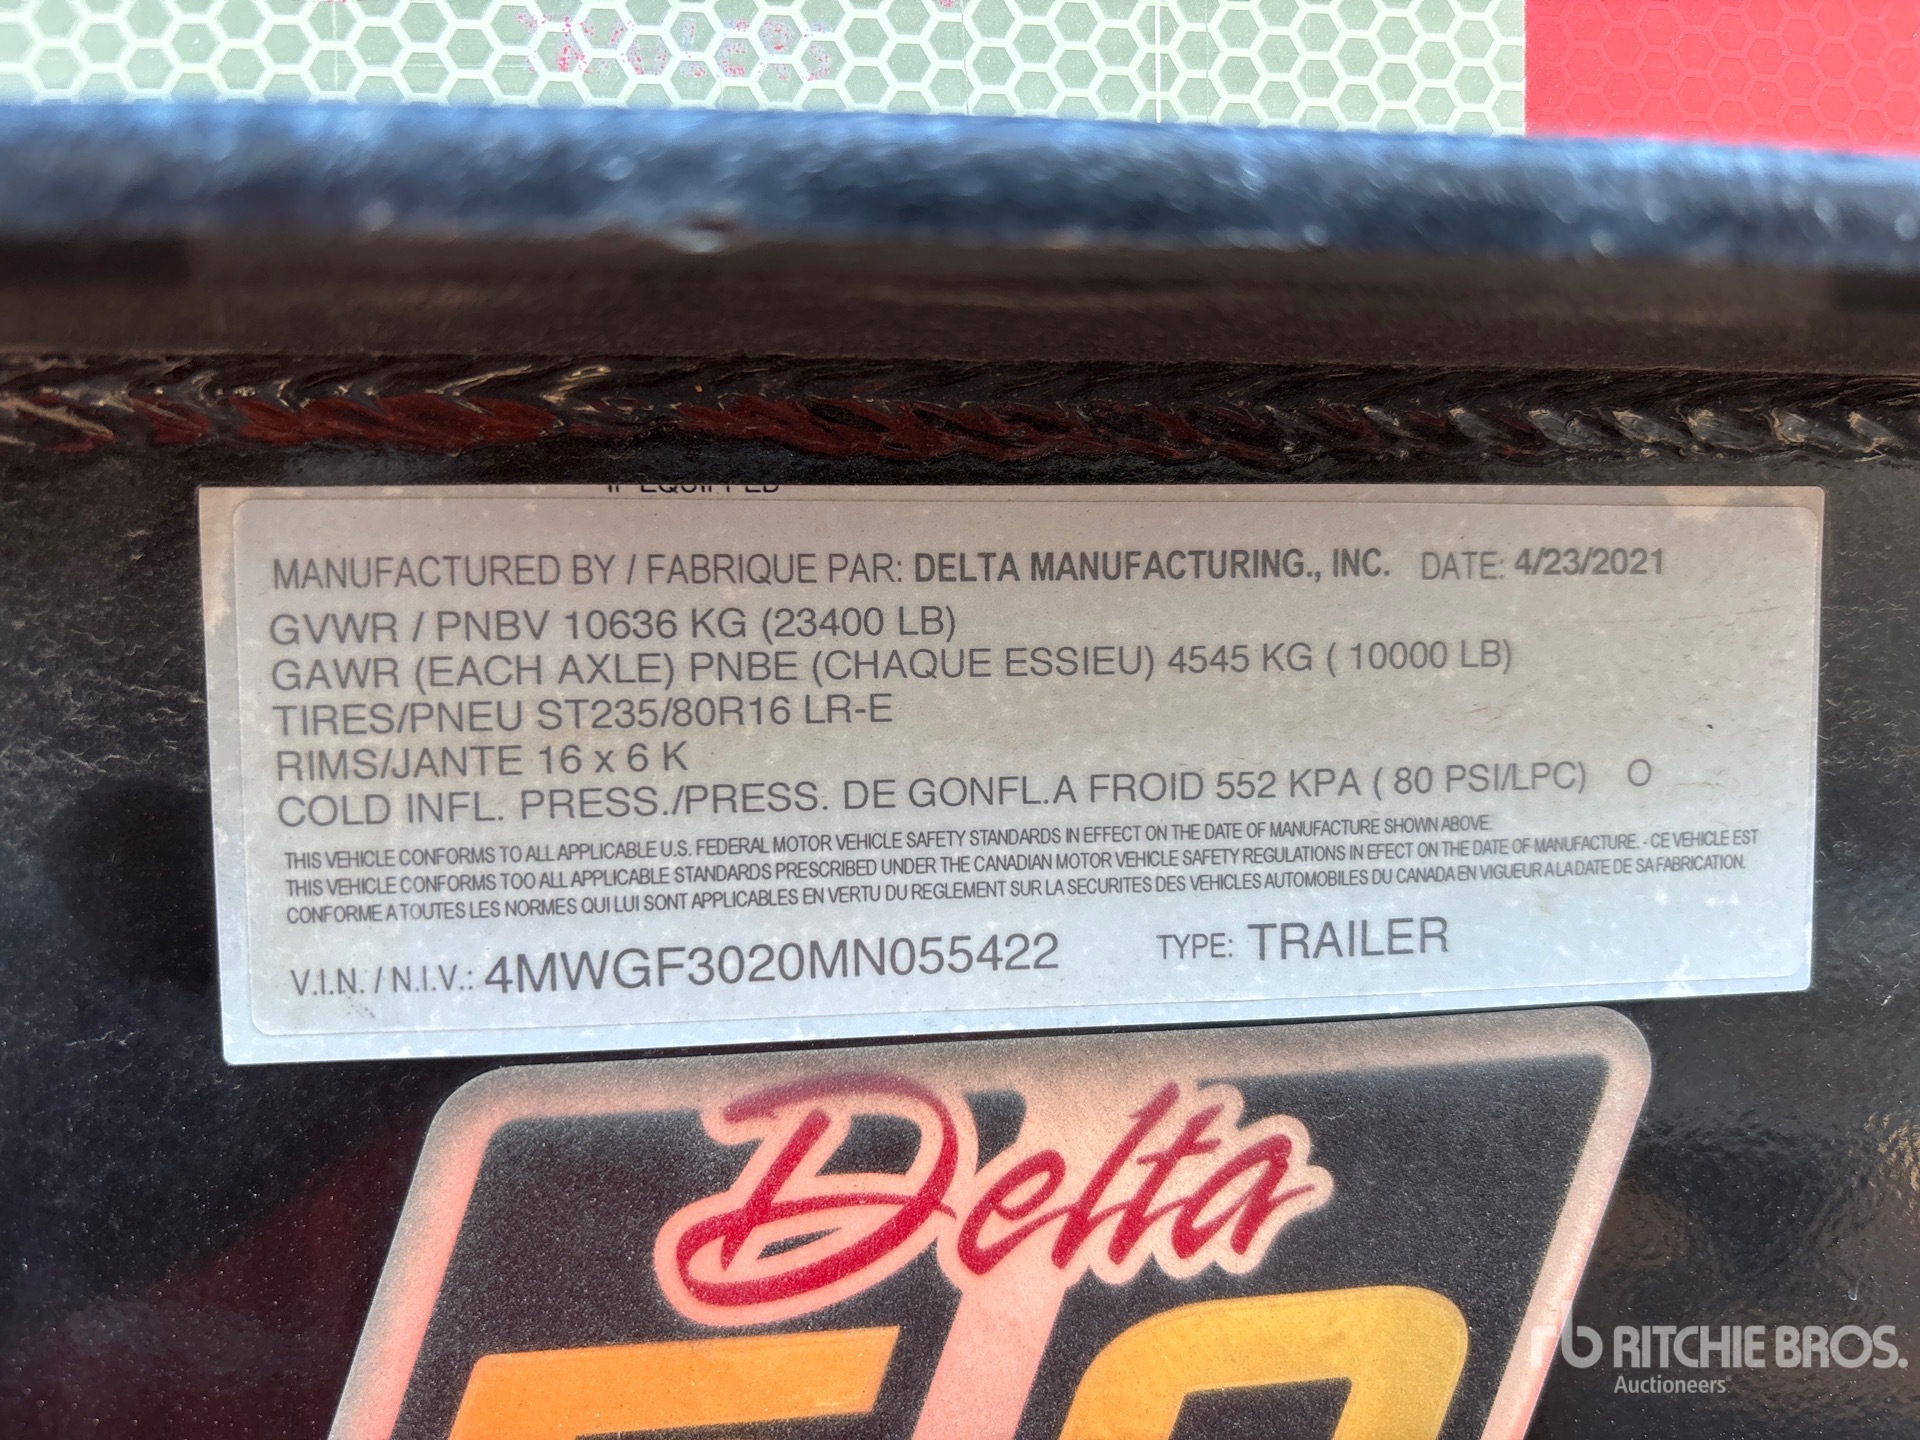 MANUFACTURED BY / FABRIQUE PAR: DELTA MANUFACTURING., INC. DATE: 4/23/2021
GVWR / PNBV 10636 KG (23400 LB)
GAWR (EACH AXLE) PNBE (CHAQUE ESSIEU) 4545 KG ( 10000 LB)
TIRES/PNEU ST235/80R16 LR-E
RIMS/JANTE 16 x 6 K
COLD INFL. PRESS./PRESS. DE GONFL.A FROID 552 KPA ( 80 PSI/LPC) O
THIS VEHICLE CONFORMS TO ALL APPLICABLE U.S. FEDERAL MOTOR VEHICLE SAFETY STANDARDS IN EFFECT ON THE DATE OF MANUFACTURE SHOWN ABOVE.
THIS VEHICLE CONFORMS TOO ALL APPLICABLE STANDARDS PRESCRIBED UNDER THE CANADIAN MOTOR VEHICLE SAFETY REGULATIONS IN EFECT ON THE DATE OF MANUFACTURE. - CE VEHICLE EST
CONFORME A TOUTES LES NORMES QUI LUI SONT APPLICABLES EN VERTU DU REGLEMENT SUR LA SECURITES DES VEHICLES AUTOMOBILES DU CANADA EN VIGUEUR A LA DATE DE SA FABRICATION.
V.I.N. / N.I.V.: 4MWGF3020MN055422 TYPE: TRAILER
Delta
RITCHIE BROS.
Auctioneers